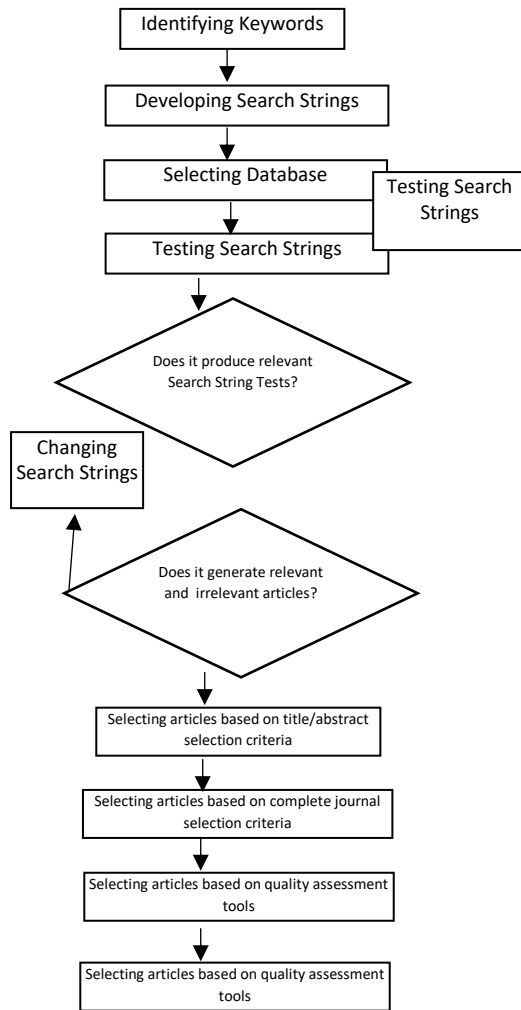 Identifying Keywords
Developing Search Strings
Selecting Database
Testing Search
Strings
Testing Search Strings
Does it produce relevant
Search String Tests?
Changing
Search Strings
Does it generate relevant
and irrelevant articles?
Selecting articles based on title/abstract
selection criteria
Selecting articles based on complete journal
selection criteria
Selecting articles based on quality assessment
tools
Selecting articles based on quality assessment
tools